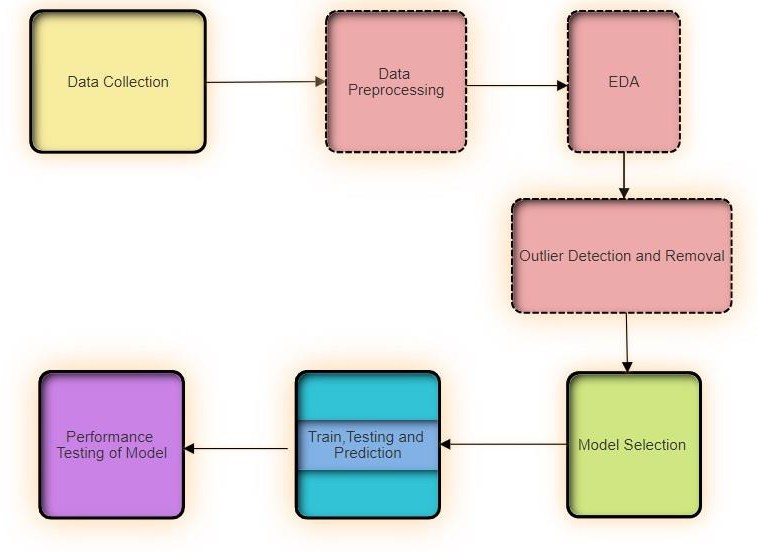 Data Collection
Data
Preprocessing
EDA
Outlier Detection and Removal
Model Selection
Train,Testing and
Prediction
Performance
Testing of Model